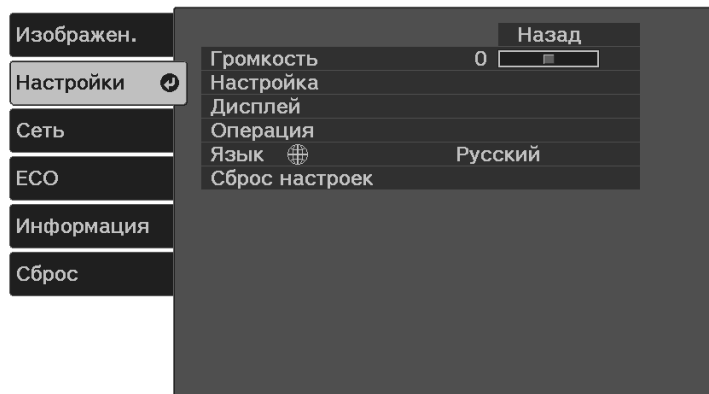 Изображен.
Настройки
Сеть
ECO
Информация
Сброс
Назад
Громкость 0
Настройка
Дисплей
Операция
Язык Русский
Сброс настроек